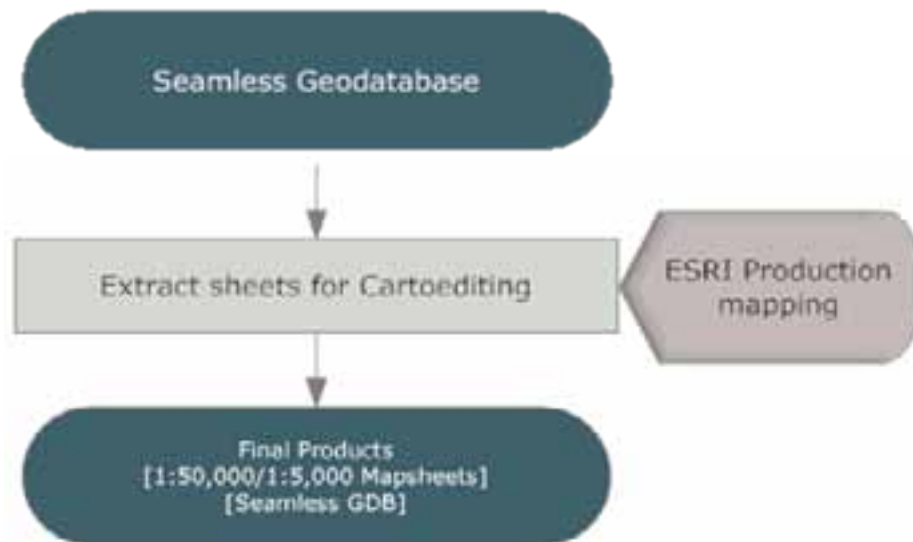 Seamless Geodatabase
Extract sheets for Cartoediting
ESRI Production
mapping
Final Products
[1:50,000/1:5,000 Mapsheets]
[Seamless GDB]